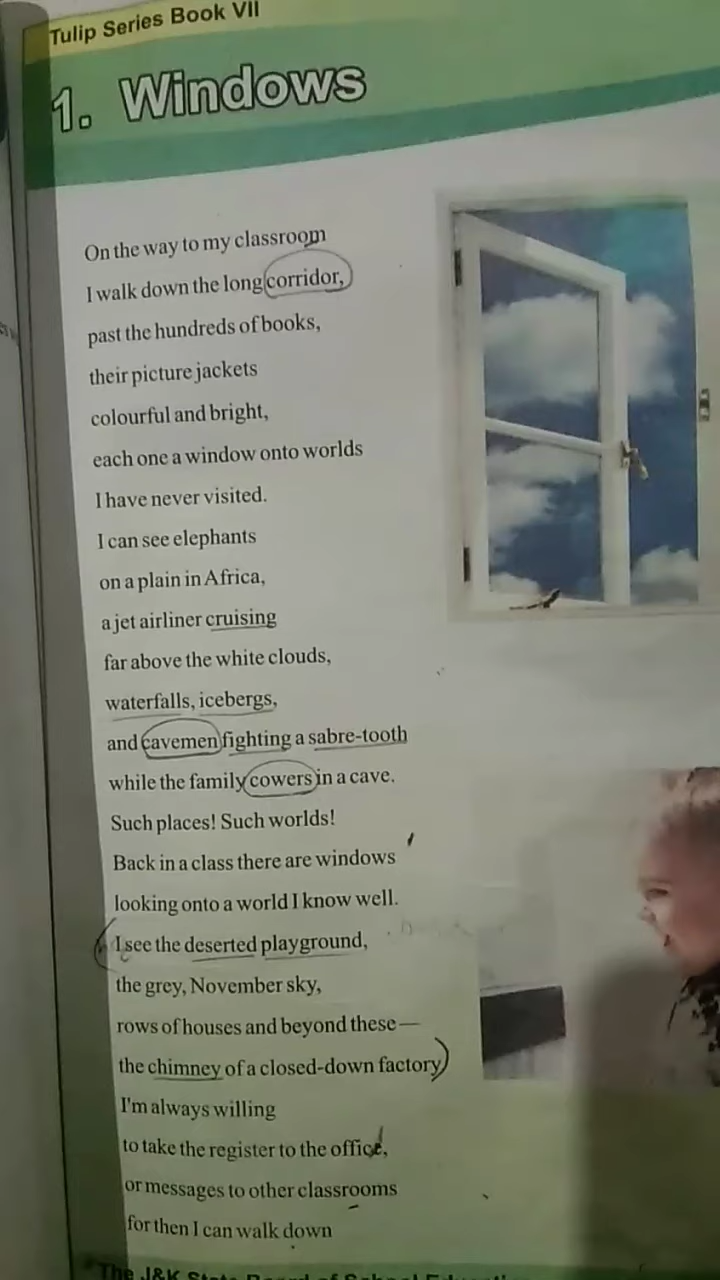 Tulip Series Book VII
1. Windows
On the way to my classroom
I walk down the long corridor,
past the hundreds of books,
their picture jackets
colourful and bright,
each one a window onto worlds
I have never visited.
I can see elephants
on a plain in Africa,
a jet airliner cruising
far above the white clouds,
waterfalls, icebergs,
and cavemen fighting a sabre-tooth
while the family cowers in a cave.
Such places! Such worlds!
Back in a class there are windows
looking onto a world I know well.
I see the deserted playground,
the grey, November sky,
rows of houses and beyond these—
the chimney of a closed-down factory
I'm always willing
to take the register to the office,
or messages to other classrooms
for then I can walk down
The J&K State Board of School